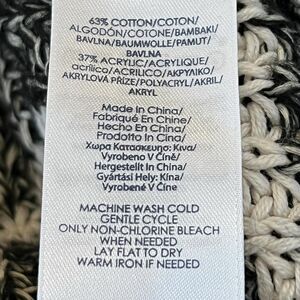 63% COTTON/COTON/
ALGODÓN/COTONE/BAMBAKI/
BAVLNA/BAUMWOLLE/PAMUT/
BAVLNA
37% ACRYLIC/ACRYLIQUE
acrílico/ACRILICO/ΑΚΡΥΛΙΚΟ/
AKRYLOVÁ PŘÍZE/POLYACRYL/AKRIL/
AKRYL
Made In China/
Fabriqué En Chine/
Hecho En China/
Prodotto In Cina/
Χωρα Κατασκευησ: Κινα/
Vyrobeno V Číně/
Hergestellt In China/
Gyártási Hely: Kína/
Vyrobené V Číne
MACHINE WASH COLD
GENTLE CYCLE
ONLY NON-CHLORINE BLEACH
WHEN NEEDED
LAY FLAT TO DRY
WARM IRON IF NEEDED